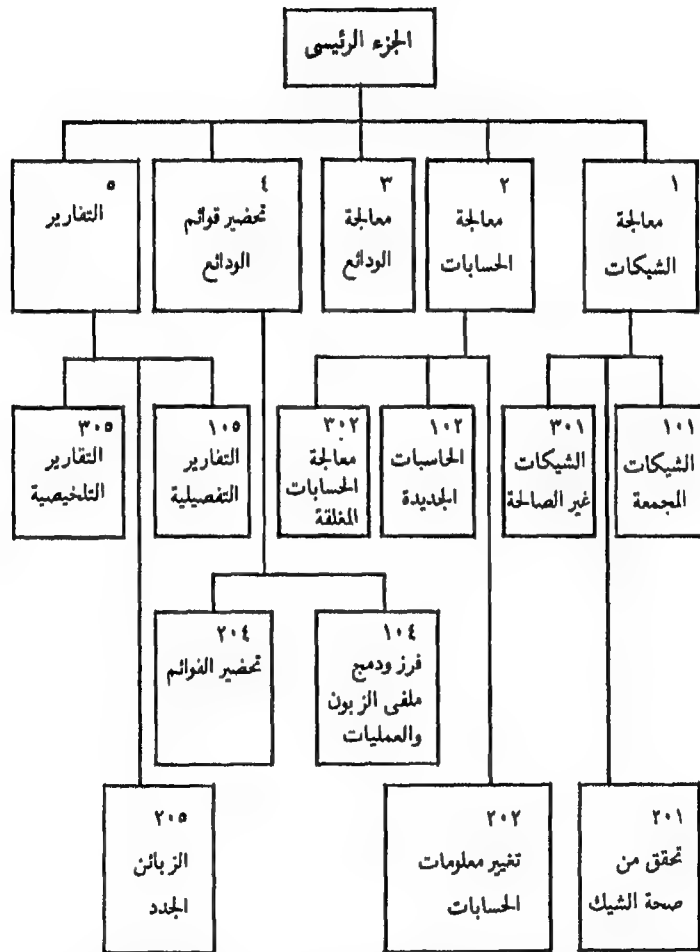 الجزء الرئيسى
١
معالجة
الشيكات
٢
معالجة
الحسابات
٣
معالجة
الودائع
٤
تحضير قوائم
الودائع
٥
التقارير
١٠١
الشيكات
المجمعة
٣٠١
الشيكات
غير الصالحة
١٠٢
الحاسبات
الجديدة
٣٠٢
معالجة
الحسابات
المغلقة
١٠٥
التقارير
التفصيلية
٣٠٥
التقارير
التلخيصية
١٠٤
فرز ودمج
ملفى الزبون
والعمليات
٢٠٤
تحضير القوائم
٢٠١
تحقق من
صحة الشيك
٢٠٢
تغيير معلومات
الحسابات
٢٠٥
الزبائن
الجدد